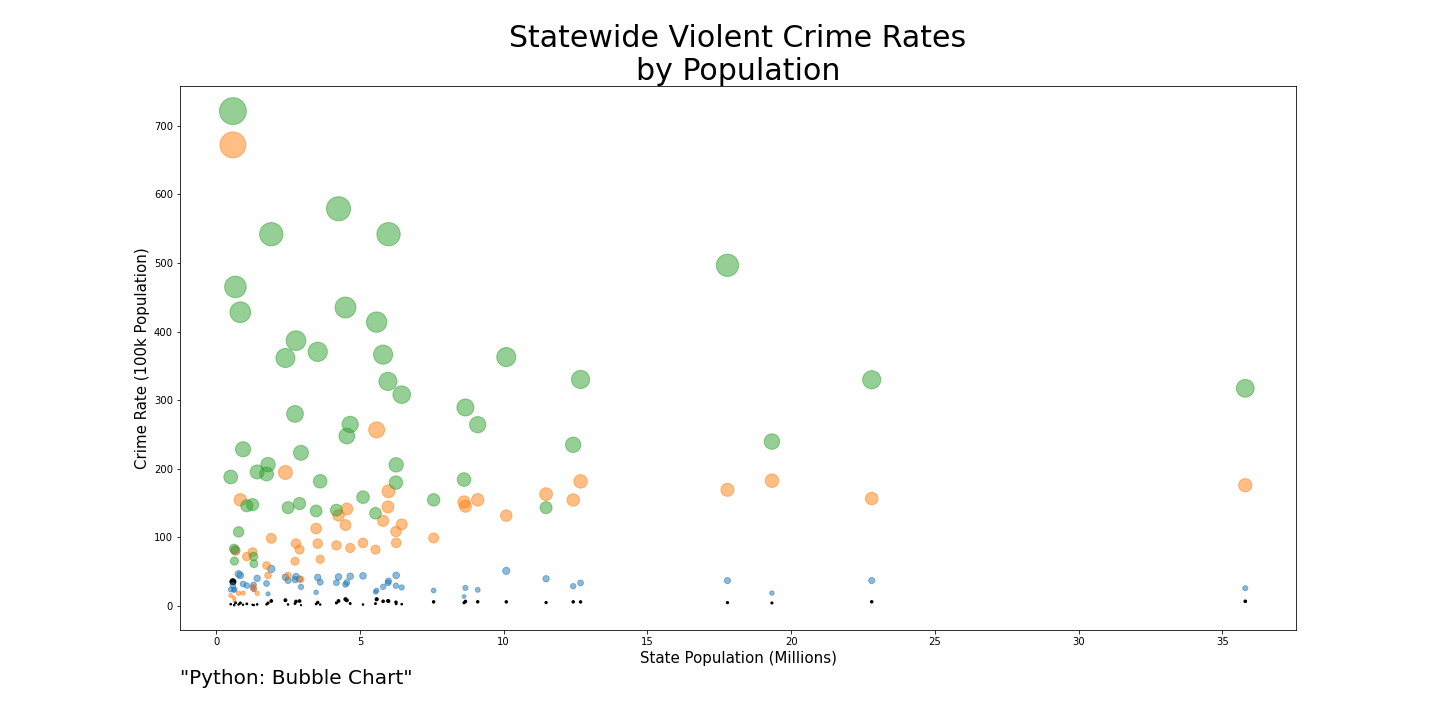 Statewide Violent Crime Rates
by Population
Crime Rate (100k Population)
700
600
500
400
300
200
100
0
0 5 10 15 20 25 30 35
State Population (Millions)
"Python: Bubble Chart"